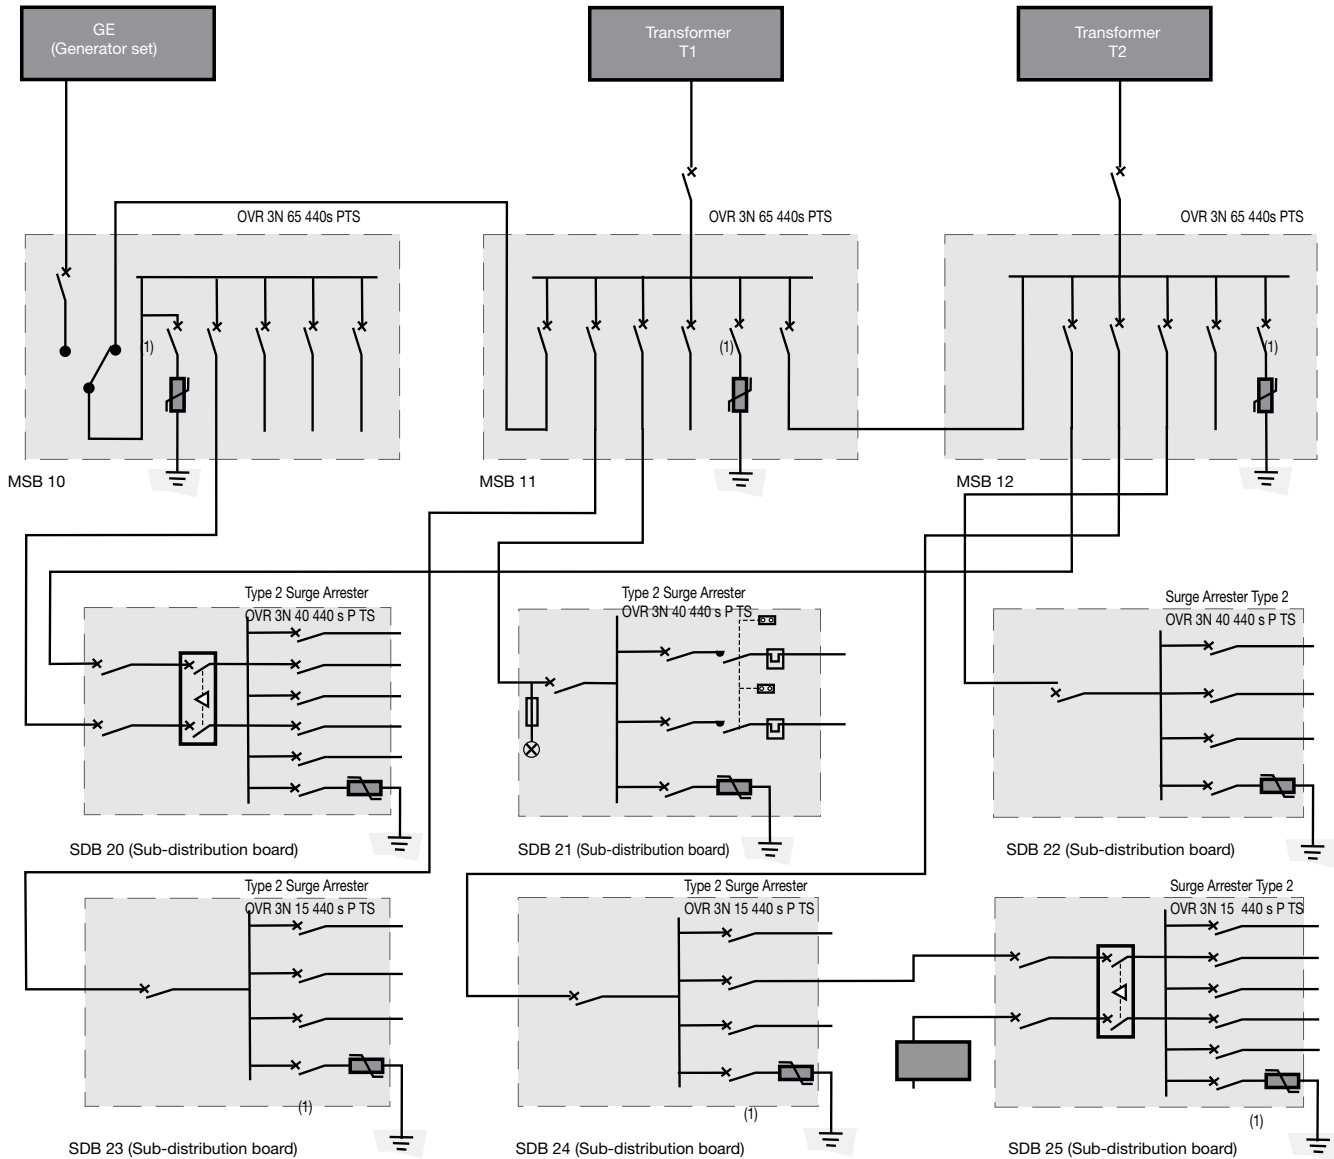 GE
(Generator set)
Transformer
T1
Transformer
T2
OVR 3N 65 440s PTS
OVR 3N 65 440s PTS
OVR 3N 65 440s PTS
1)
(1)
(1)
MSB 10
MSB 11
MSB 12
Type 2 Surge Arrester
OVR 3N 40 440 s P TS
Type 2 Surge Arrester
OVR 3N 40 440 s P TS
Surge Arrester Type 2
OVR 3N 40 440 s P TS
SDB 20 (Sub-distribution board)
SDB 21 (Sub-distribution board)
SDB 22 (Sub-distribution board)
Type 2 Surge Arrester
OVR 3N 15 440 s P TS
Type 2 Surge Arrester
OVR 3N 15 440 s P TS
Surge Arrester Type 2
OVR 3N 15 440 s P TS
(1)
(1)
(1)
SDB 23 (Sub-distribution board)
SDB 24 (Sub-distribution board)
SDB 25 (Sub-distribution board)